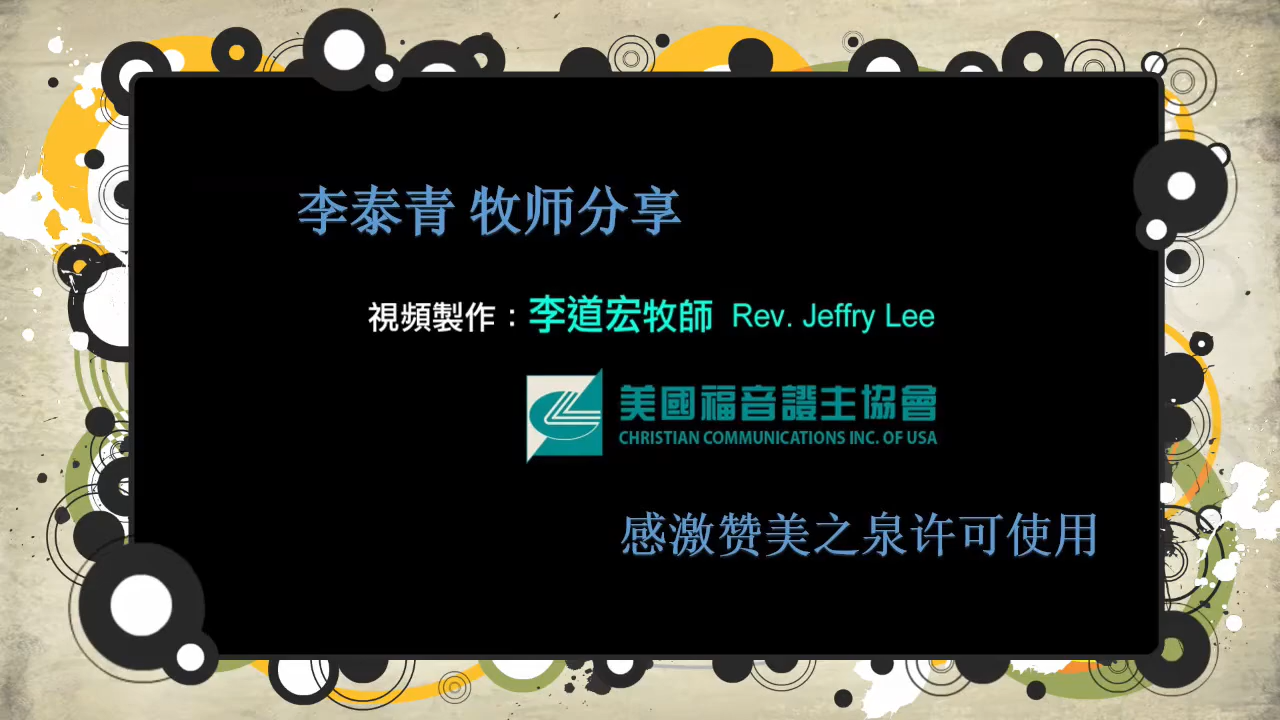 李泰青 牧师分享
視頻製作：李道宏牧師 Rev. Jeffry Lee
美國福音證主協會
CHRISTIAN COMMUNICATIONS INC. OF USA
感激赞美之泉许可使用